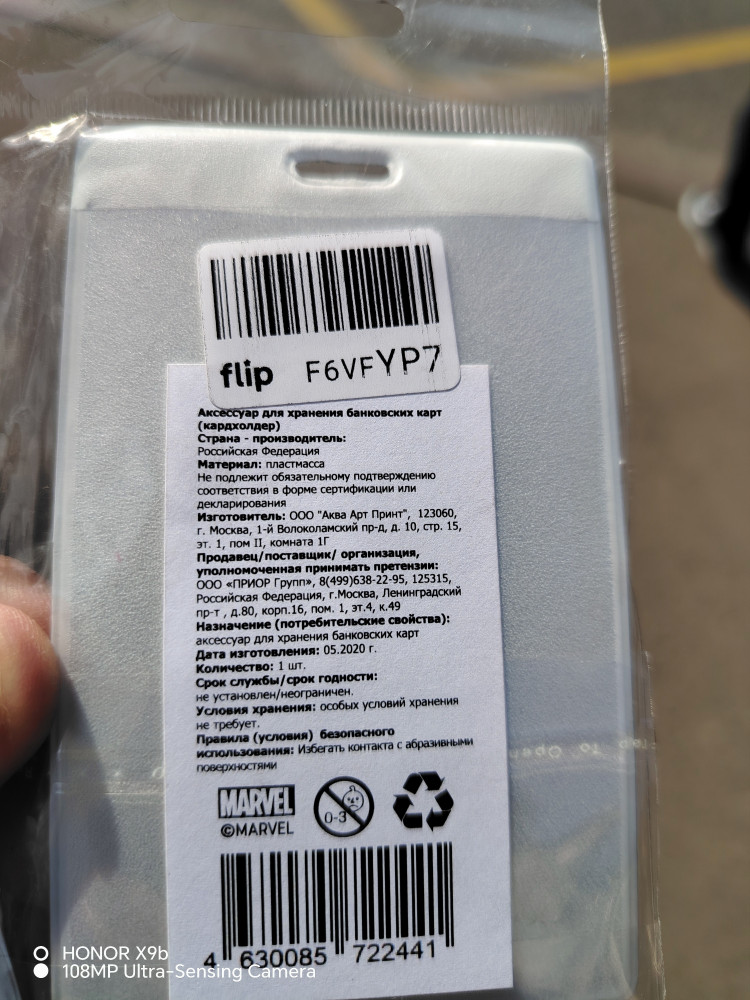 flip F6VFYP7
Аксессуар для хранения банковских карт
(кардхолдер)
Страна - производитель:
Российская Федерация
Материал: пластмасса
Не подлежит обязательному подтверждению
соответствия в форме сертификации или
декларирования
Изготовитель: ООО "Аква Арт Принт", 123060,
г. Москва, 1-й Волоколамский пр-д, д. 10, стр. 15,
эт. 1, пом II, комната 1Г
Продавец/поставщик/ организация,
уполномоченная принимать претензии:
ООО «ПРИОР Групп», 8(499)638-22-95, 125315,
Российская Федерация, г.Москва, Ленинградский
пр-т , д.80, корп.16, пом. 1, эт.4, к.49
Назначение (потребительские свойства):
аксессуар для хранения банковских карт
Дата изготовления: 05.2020 г.
Количество: 1 шт.
Срок службы/срок годности:
не установлен/неограничен.
Условия хранения: особых условий хранения
не требует.
Правила (условия) безопасного
использования: Избегать контакта с абразивными
поверхностями
To Open
MARVEL
©MARVEL
0-3
4 630085 722441
HONOR X9b
108MP Ultra-Sensing Camera